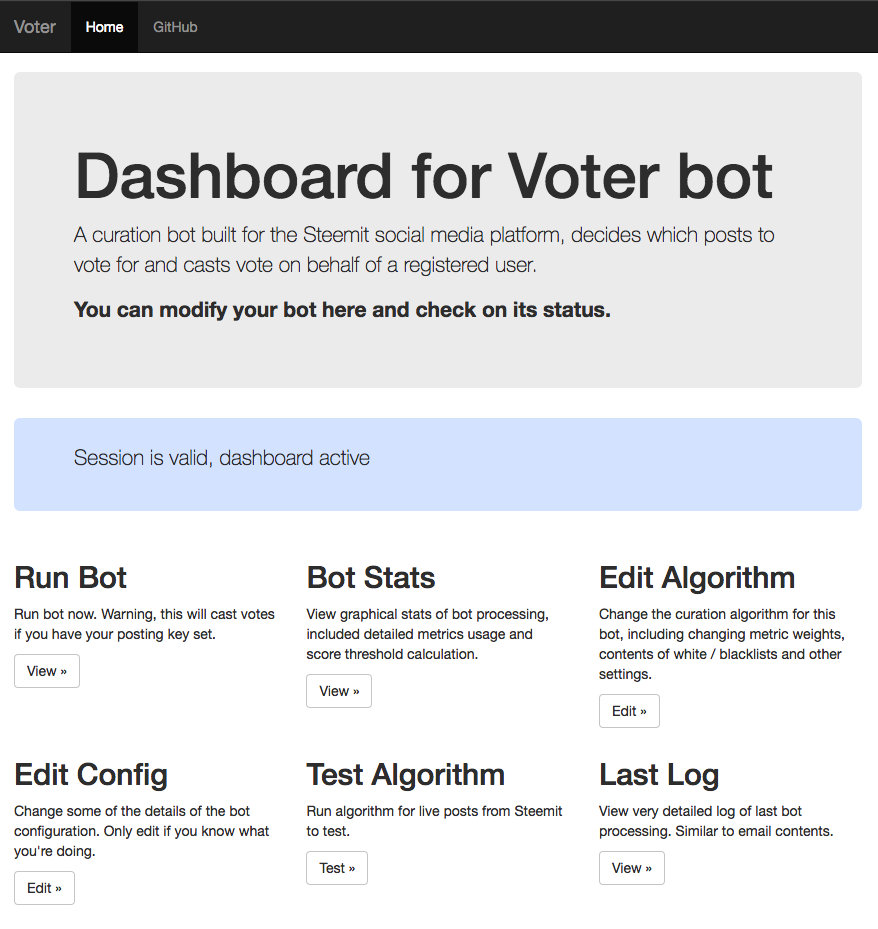 Voter Home GitHub
Dashboard for Voter bot
A curation bot built for the Steemit social media platform, decides which posts to
vote for and casts vote on behalf of a registered user.
You can modify your bot here and check on its status.
Session is valid, dashboard active
Run Bot
Run bot now. Warning, this will cast votes
if you have your posting key set.
View »
Bot Stats
View graphical stats of bot processing,
included detailed metrics usage and
score threshold calculation.
View »
Edit Algorithm
Change the curation algorithm for this
bot, including changing metric weights,
contents of white / blacklists and other
settings.
Edit »
Edit Config
Change some of the details of the bot
configuration. Only edit if you know what
you're doing.
Edit »
Test Algorithm
Run algorithm for live posts from Steemit
to test.
Test »
Last Log
View very detailed log of last bot
processing. Similar to email contents.
View »